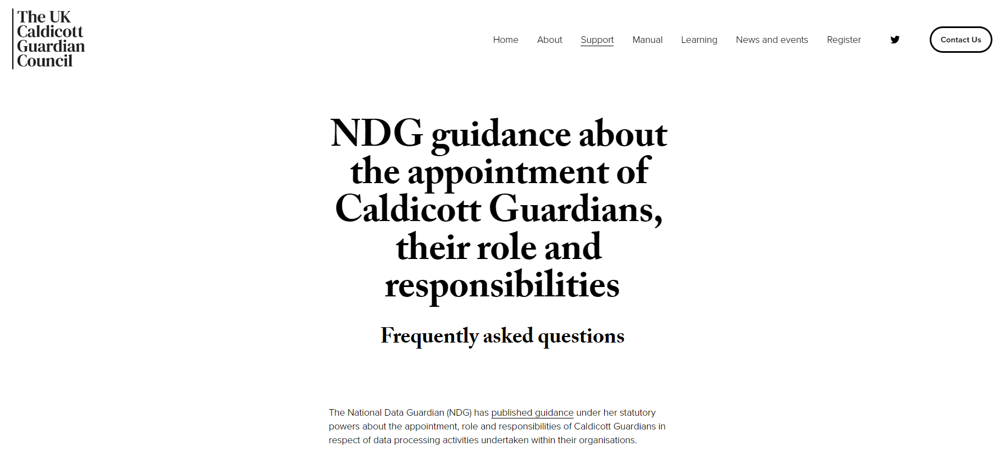 The UK
Caldicott
Guardian
Council
Home About Support Manual Learning News and events Register Contact Us
NDG guidance about
the appointment of
Caldicott Guardians,
their role and
responsibilities
Frequently asked questions
The National Data Guardian (NDG) has published guidance under her statutory
powers about the appointment, role and responsibilities of Caldicott Guardians in
respect of data processing activities undertaken within their organisations.